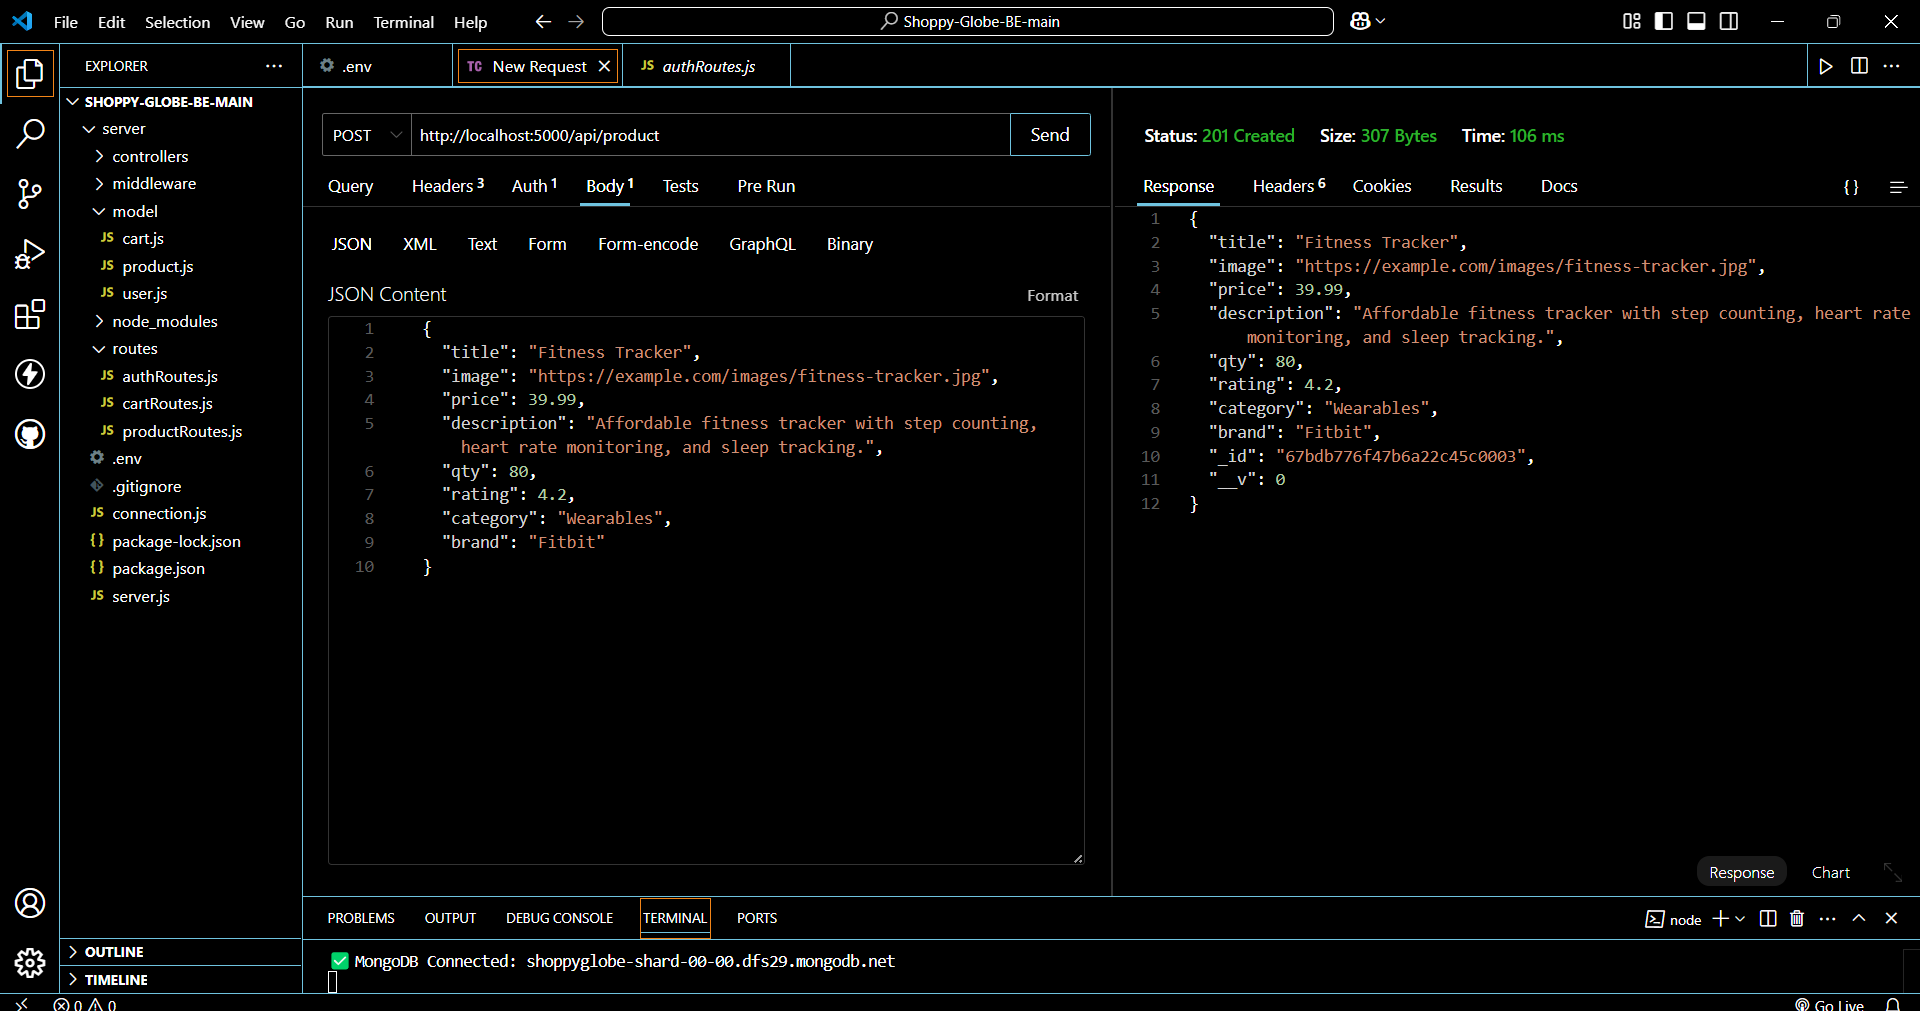 File Edit Selection View Go Run Terminal Help Shoppy-Globe-BE-main
EXPLORER
.env
TC New Request
JS authRoutes.js
SHOPPY-GLOBE-BE-MAIN
server
controllers
middleware
model
JS cart.js
JS product.js
JS user.js
node_modules
routes
JS authRoutes.js
JS cartRoutes.js
JS productRoutes.js
.env
.gitignore
JS connection.js
{} package-lock.json
{} package.json
JS server.js
OUTLINE
TIMELINE
POST http://localhost:5000/api/product Send
Query Headers 3 Auth 1 Body 1 Tests Pre Run
JSON XML Text Form Form-encode GraphQL Binary
JSON Content Format
1 {
2 "title": "Fitness Tracker",
3 "image": "https://example.com/images/fitness-tracker.jpg",
4 "price": 39.99,
5 "description": "Affordable fitness tracker with step counting,
heart rate monitoring, and sleep tracking.",
6 "qty": 80,
7 "rating": 4.2,
8 "category": "Wearables",
9 "brand": "Fitbit"
10 }
Status: 201 Created Size: 307 Bytes Time: 106 ms
Response Headers 6 Cookies Results Docs {}
1 {
2 "title": "Fitness Tracker",
3 "image": "https://example.com/images/fitness-tracker.jpg",
4 "price": 39.99,
5 "description": "Affordable fitness tracker with step counting, heart rate
monitoring, and sleep tracking.",
6 "qty": 80,
7 "rating": 4.2,
8 "category": "Wearables",
9 "brand": "Fitbit",
10 "_id": "67bdb776f47b6a22c45c0003",
11 "__v": 0
12 }
Response Chart
PROBLEMS OUTPUT DEBUG CONSOLE TERMINAL PORTS node
MongoDB Connected: shoppyglobe-shard-00-00.dfs29.mongodb.net
0 0 Go Live